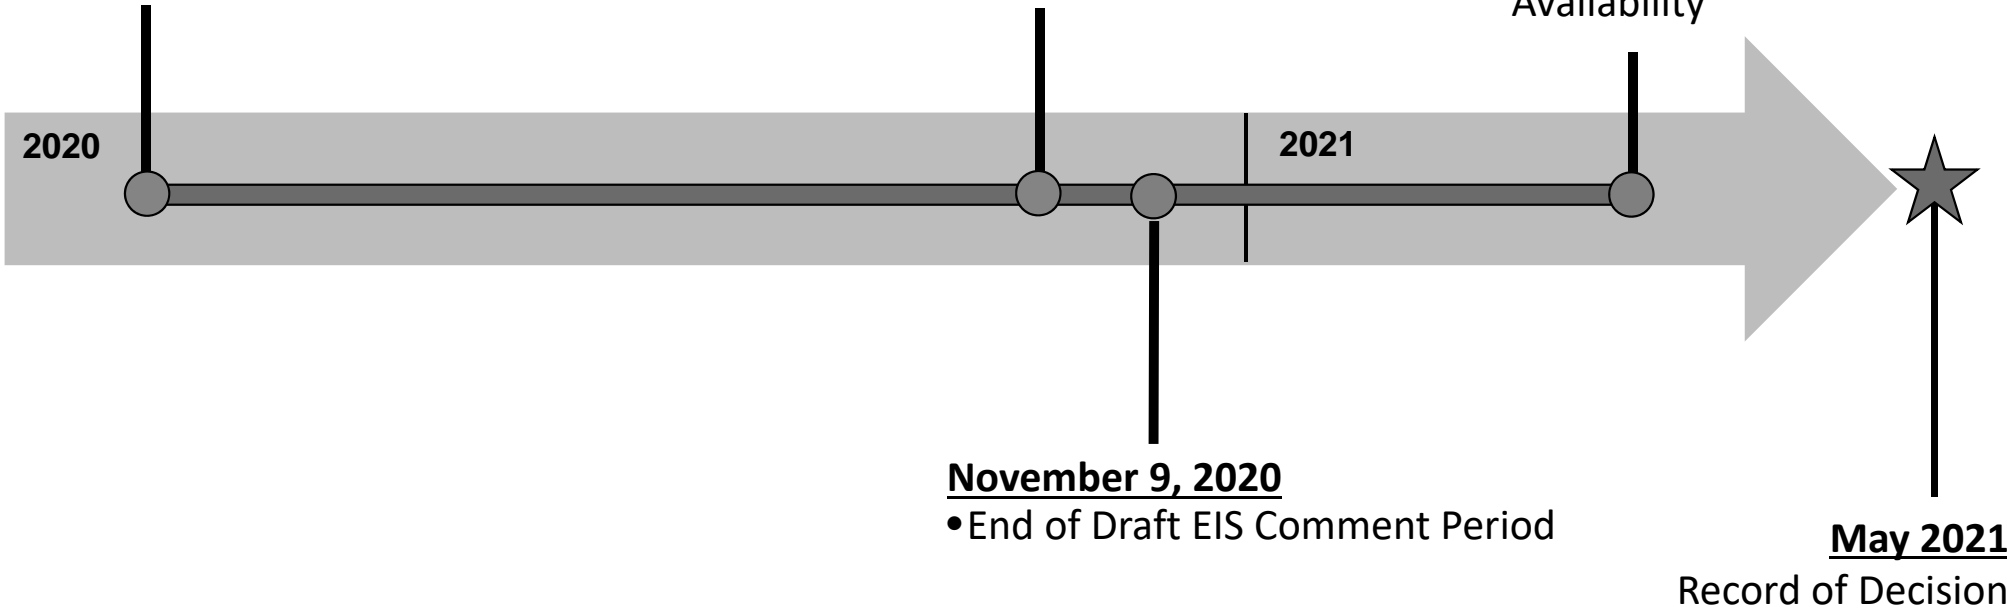 Availability
2020
2021
November 9, 2020
•End of Draft EIS Comment Period
May 2021
Record of Decision